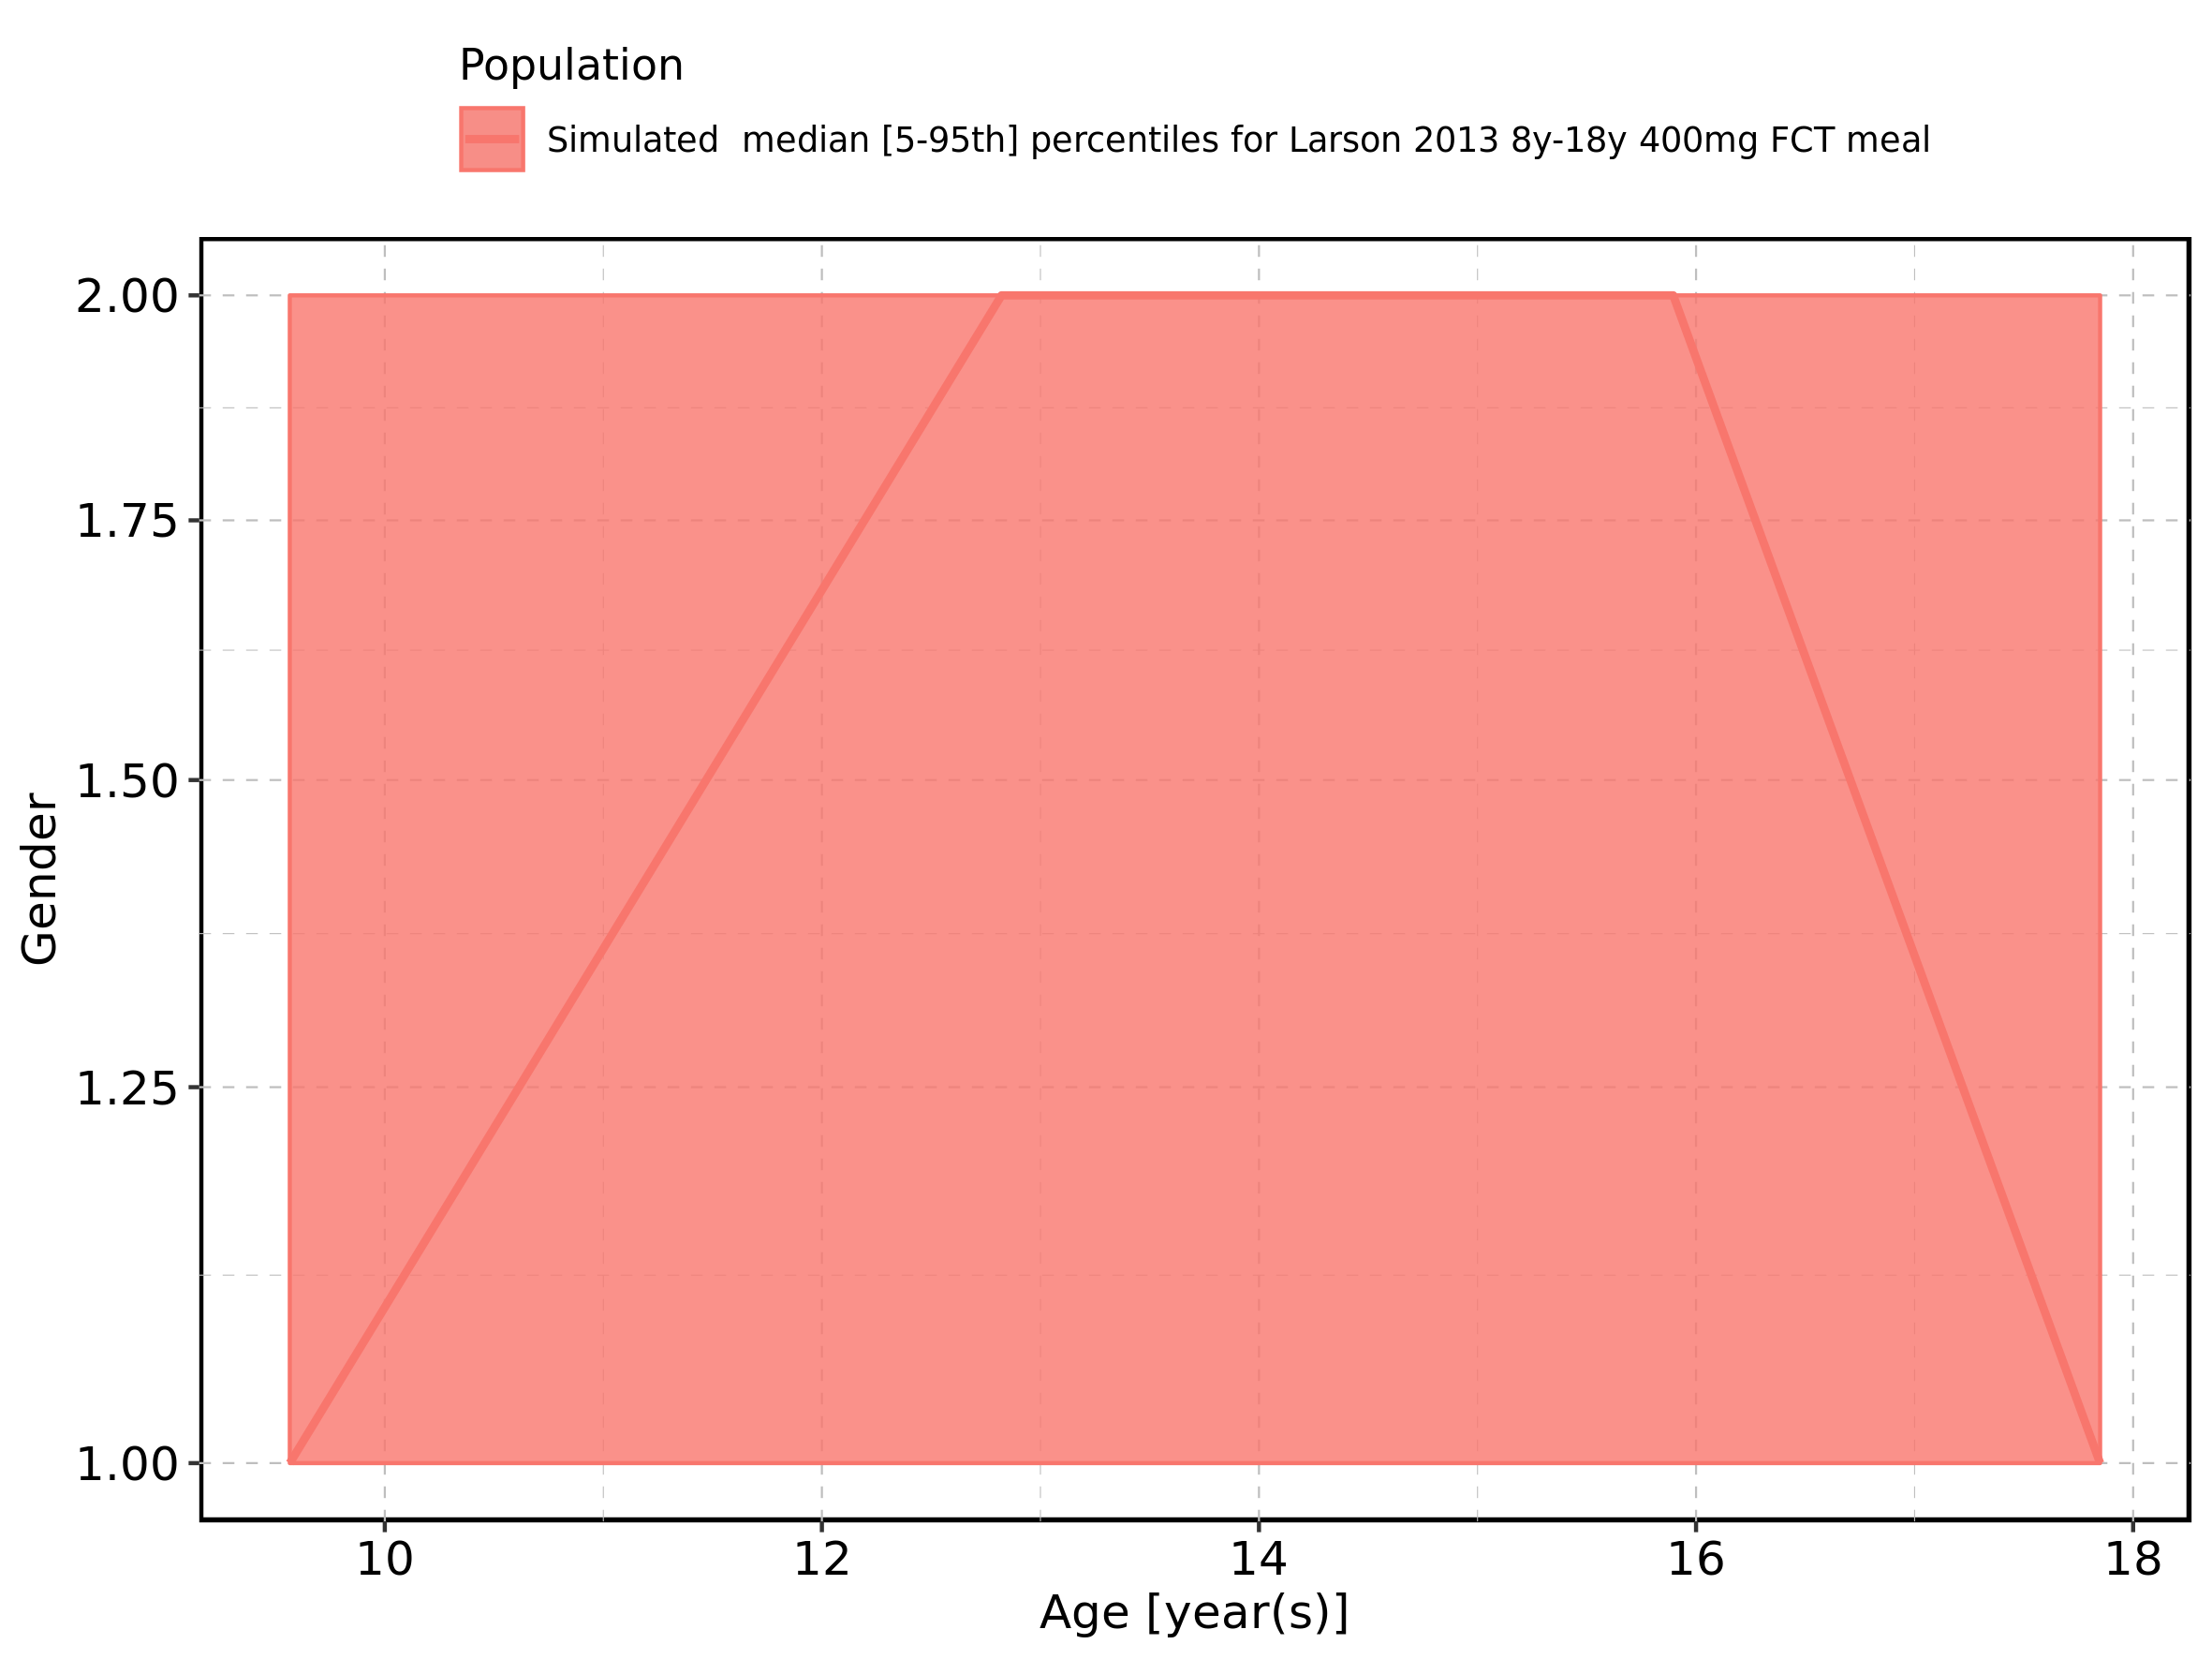 Population
Simulated  median [5-95th] percentiles for Larson 2013 8y-18y 400mg FCT meal
2.00
1.75
1.50
1.25
1.00
Gender
10 12 14 16 18
Age [year(s)]